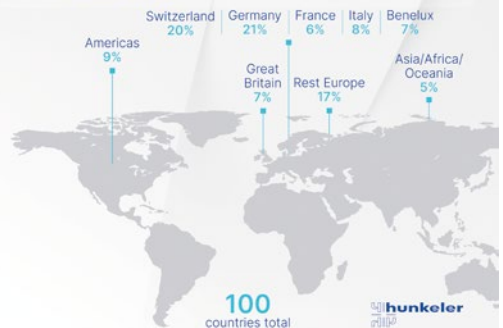 Switzerland Germany France Italy Benelux
20% 21% 6% 8% 7%
Americas
9%
Great
Britain
7%
Rest Europe
17%
Asia/Africa/
Oceania
5%
100
countries total
hunkeler